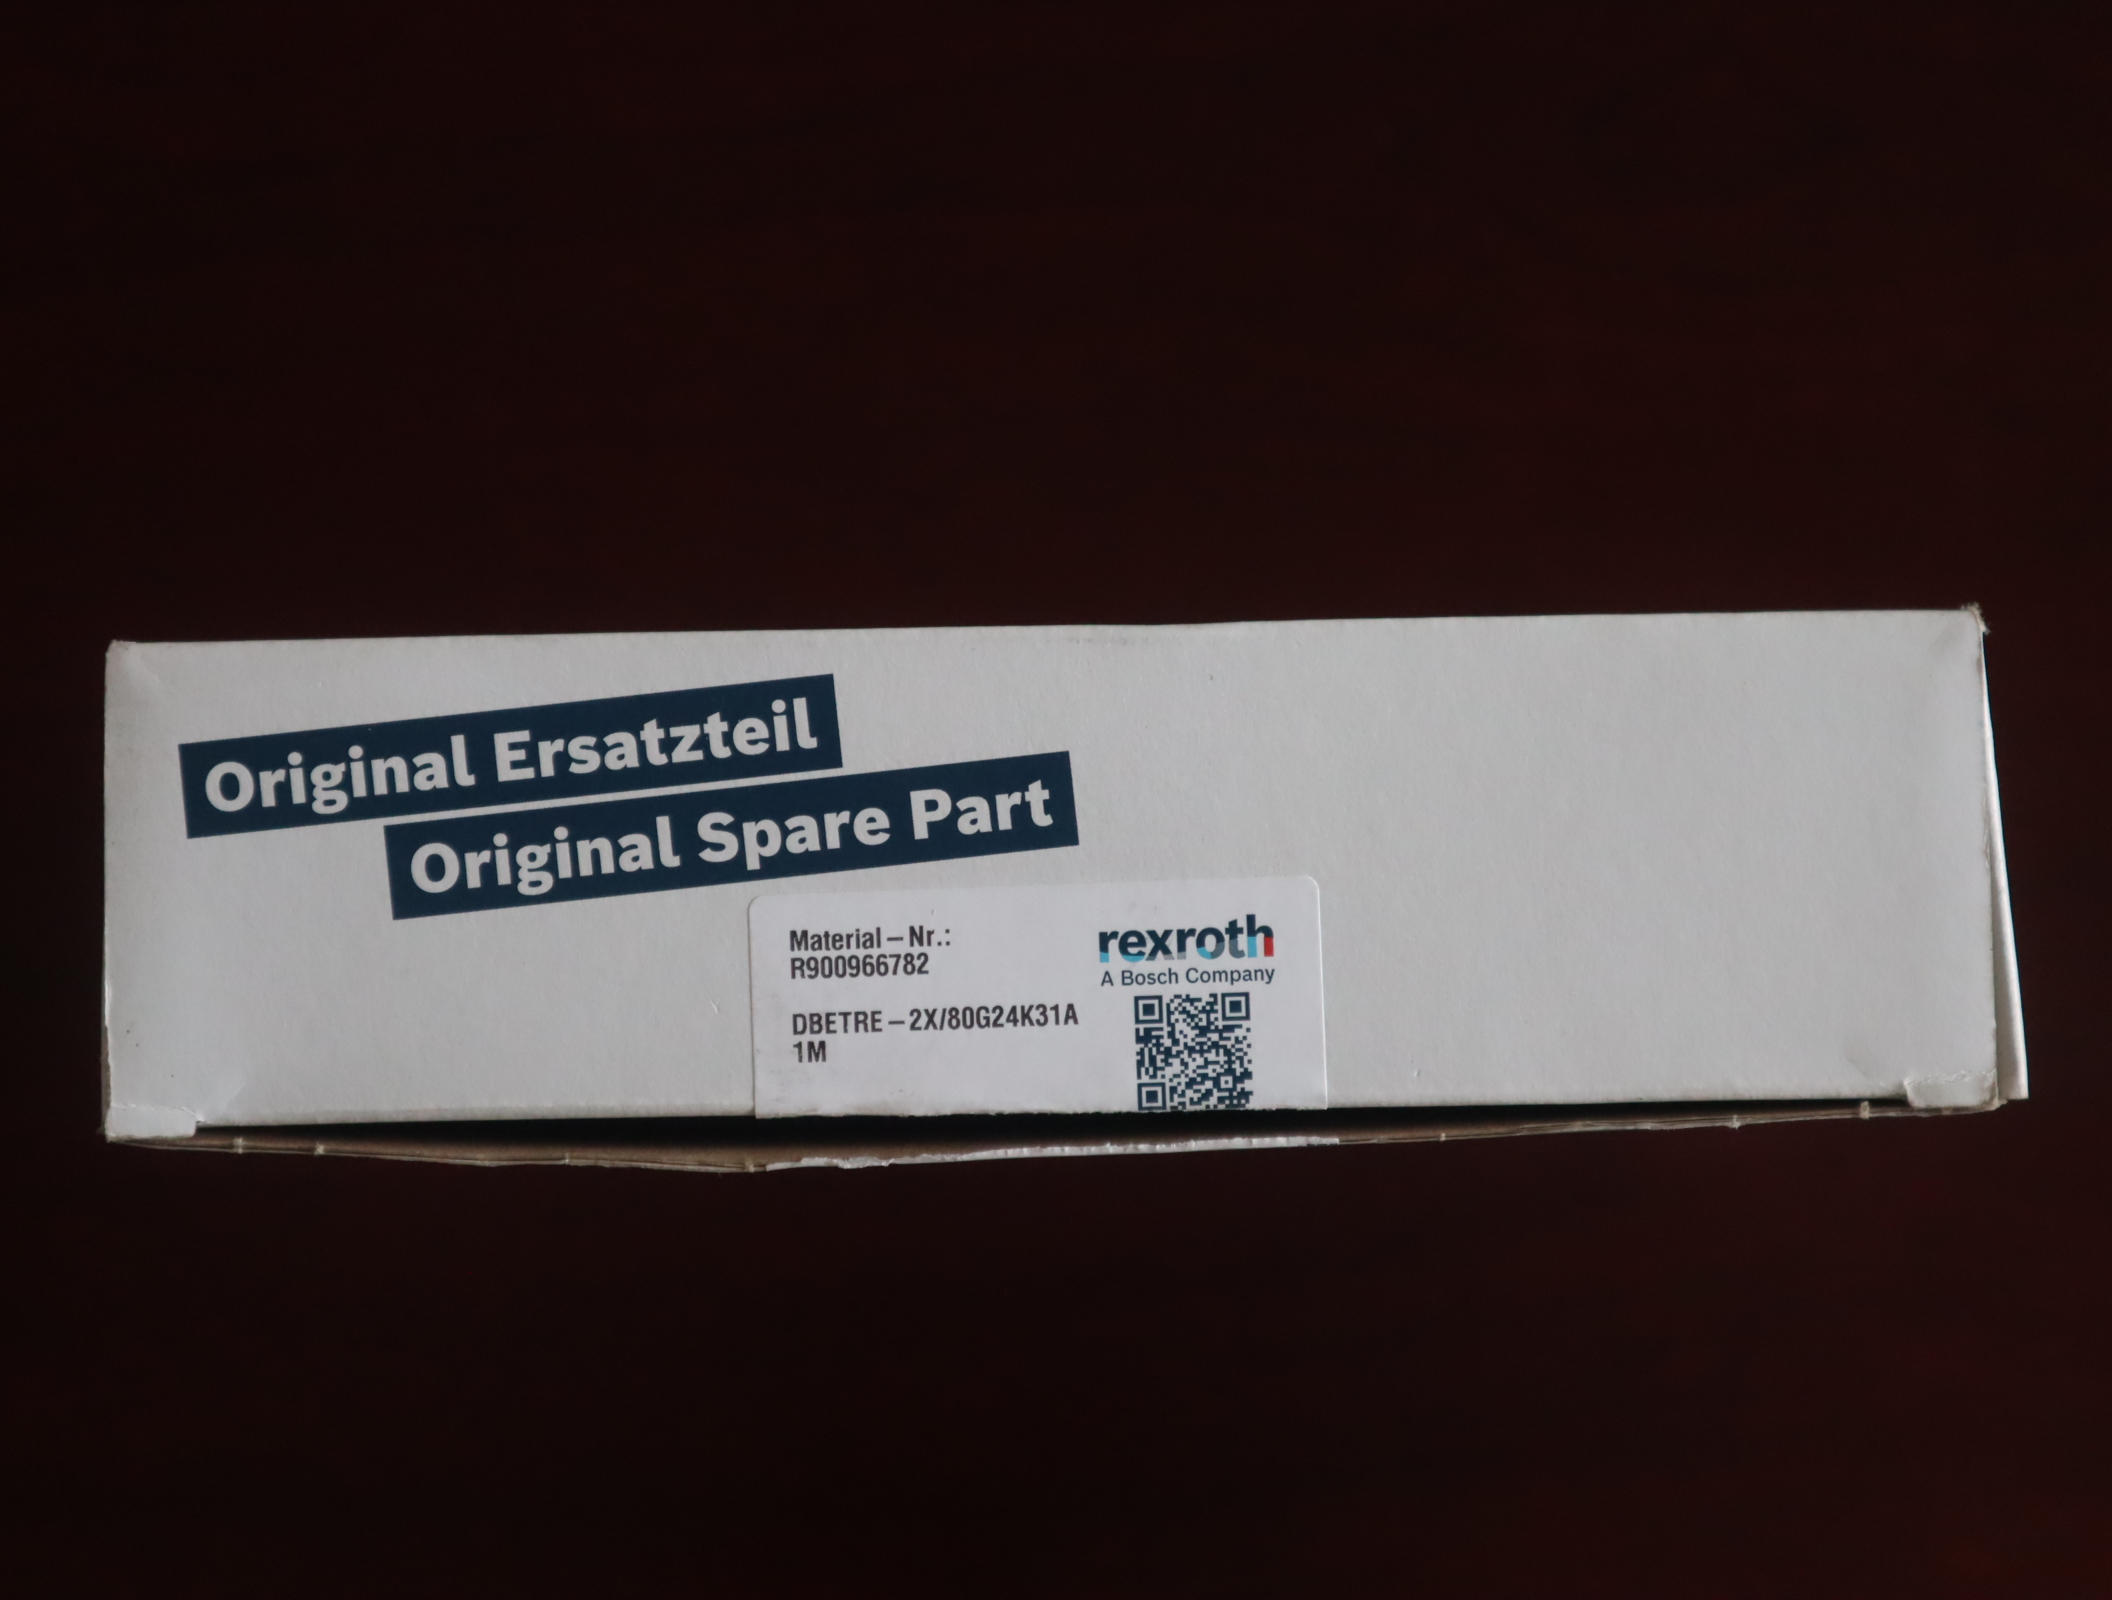 Original Ersatzteil
Original Spare Part
Material – Nr.:
R900966782
DBETRE – 2X/80G24K31A
1M
rexroth
A Bosch Company